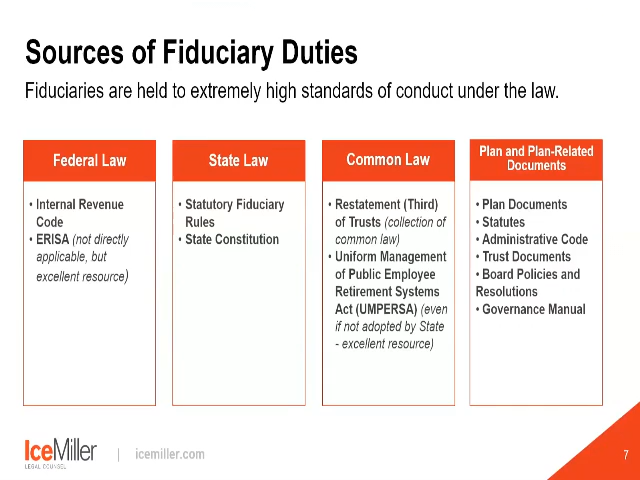 Sources of Fiduciary Duties
Fiduciaries are held to extremely high standards of conduct under the law.
Federal Law
• Internal Revenue
Code
• ERISA (not directly
applicable, but
excellent resource)
State Law
• Statutory Fiduciary
Rules
• State Constitution
Common Law
• Restatement (Third)
of Trusts (collection of
common law)
• Uniform Management
of Public Employee
Retirement Systems
Act (UMPERSA) (even
if not adopted by State
- excellent resource)
Plan and Plan-Related
Documents
• Plan Documents
• Statutes
• Administrative Code
• Trust Documents
• Board Policies and
Resolutions
• Governance Manual
IceMiller
LEGAL COUNSEL
icemiller.com
7